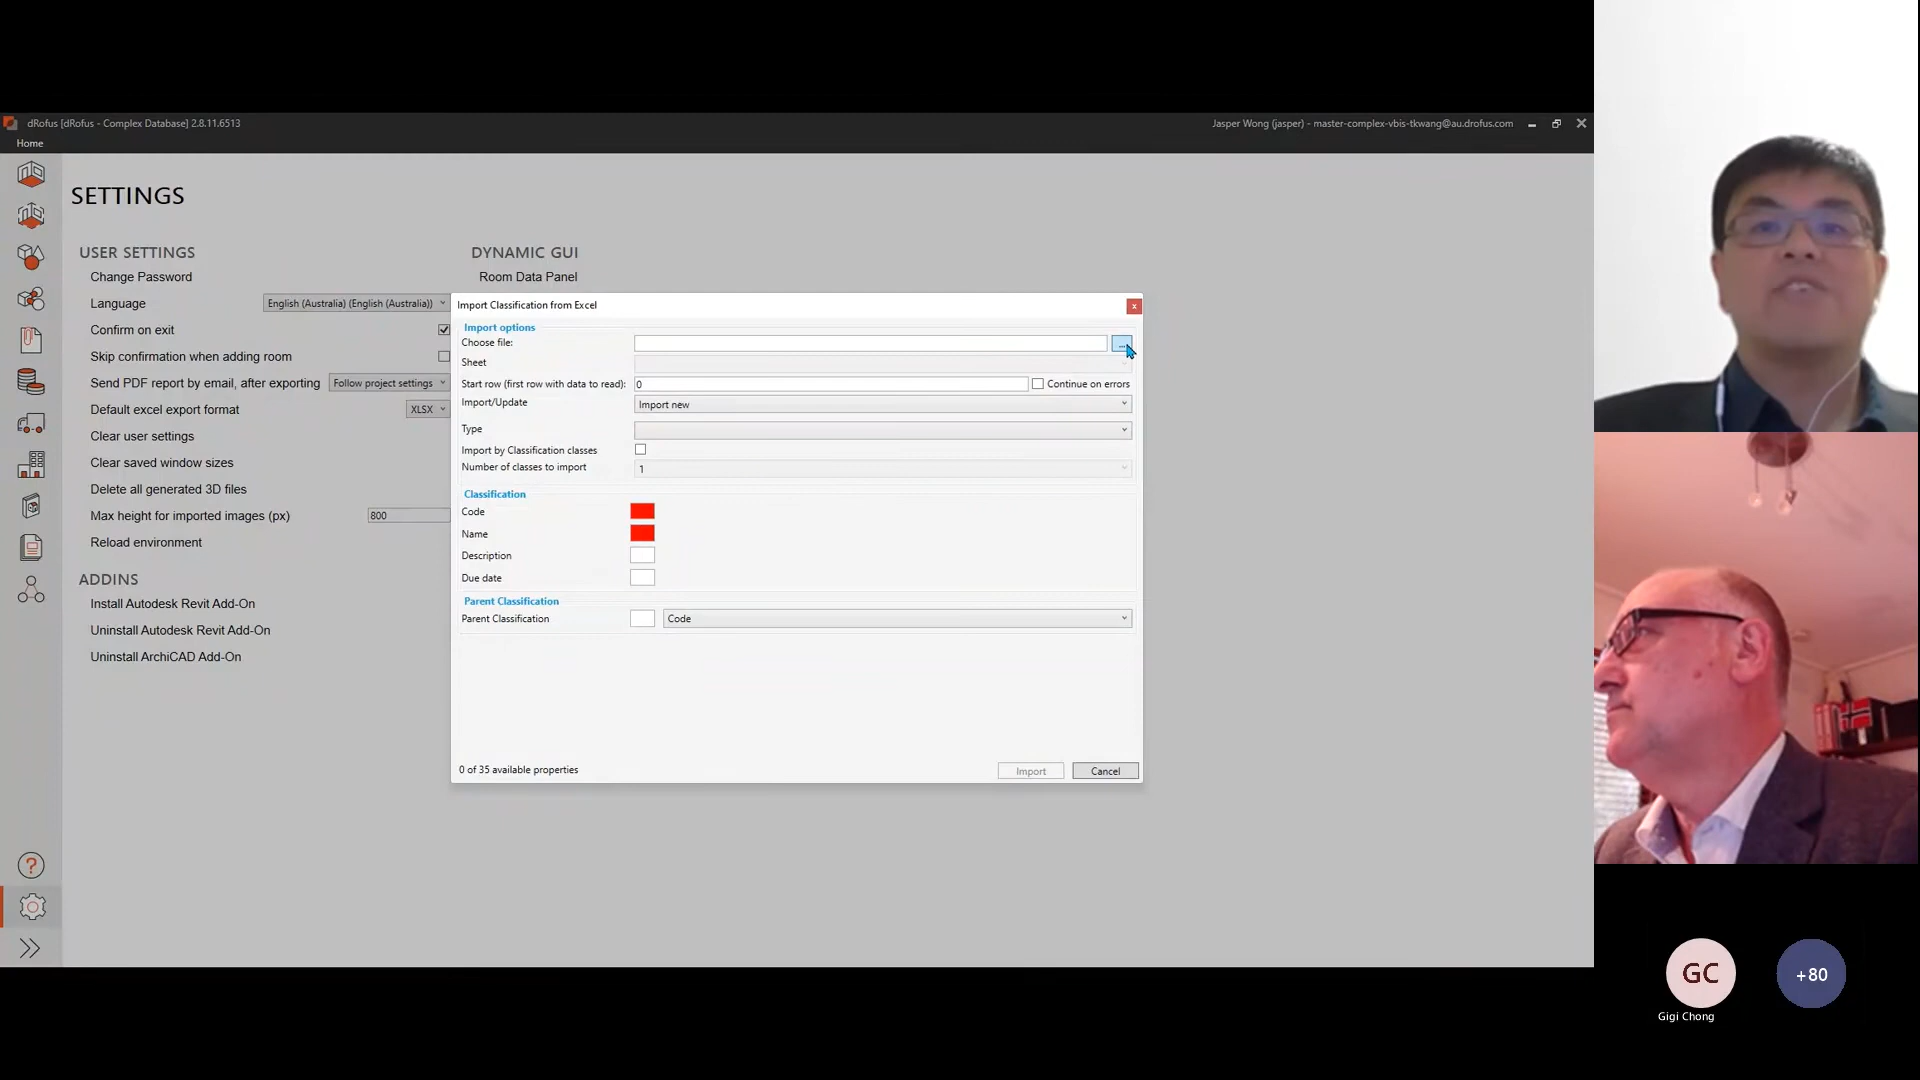 dRofus [dRofus - Complex Database] 2.8.11.6513
Jasper Wong (jasper) - master-complex-vbis-tkwang@au.drofus.com
Home
SETTINGS
USER SETTINGS
Change Password
Language
English (Australia) (English (Australia))
Confirm on exit
Skip confirmation when adding room
Send PDF report by email, after exporting
Follow project settings
Default excel export format
XLSX
Clear user settings
Clear saved window sizes
Delete all generated 3D files
Max height for imported images (px)
800
Reload environment
ADDINS
Install Autodesk Revit Add-On
Uninstall Autodesk Revit Add-On
Uninstall ArchiCAD Add-On
DYNAMIC GUI
Room Data Panel
Import Classification from Excel
Import options
Choose file:
...
Sheet
Start row (first row with data to read):
0
Continue on errors
Import/Update
Import new
Type
Import by Classification classes
Number of classes to import
1
Classification
Code
Name
Description
Due date
Parent Classification
Parent Classification
Code
0 of 35 available properties
Import
Cancel
?
GC
+80
Gigi Chong